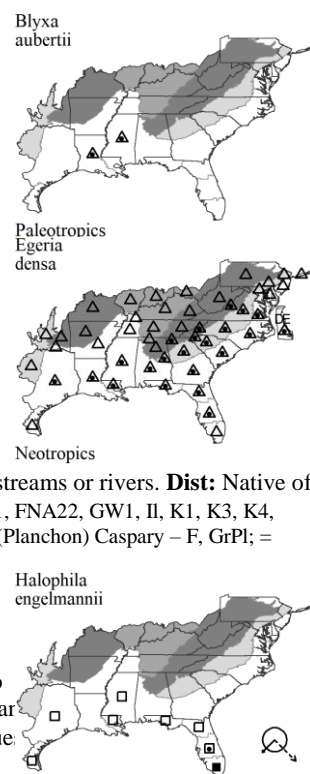 Blyxa
aubertii
Paleotropics
Egeria
densa
DE
Neotropics
streams or rivers. Dist: Native of
1, FNA22, GW1, Il, K1, K3, K4,
(Planchon) Caspary – F, GrPl; =
Halophila
engelmannii